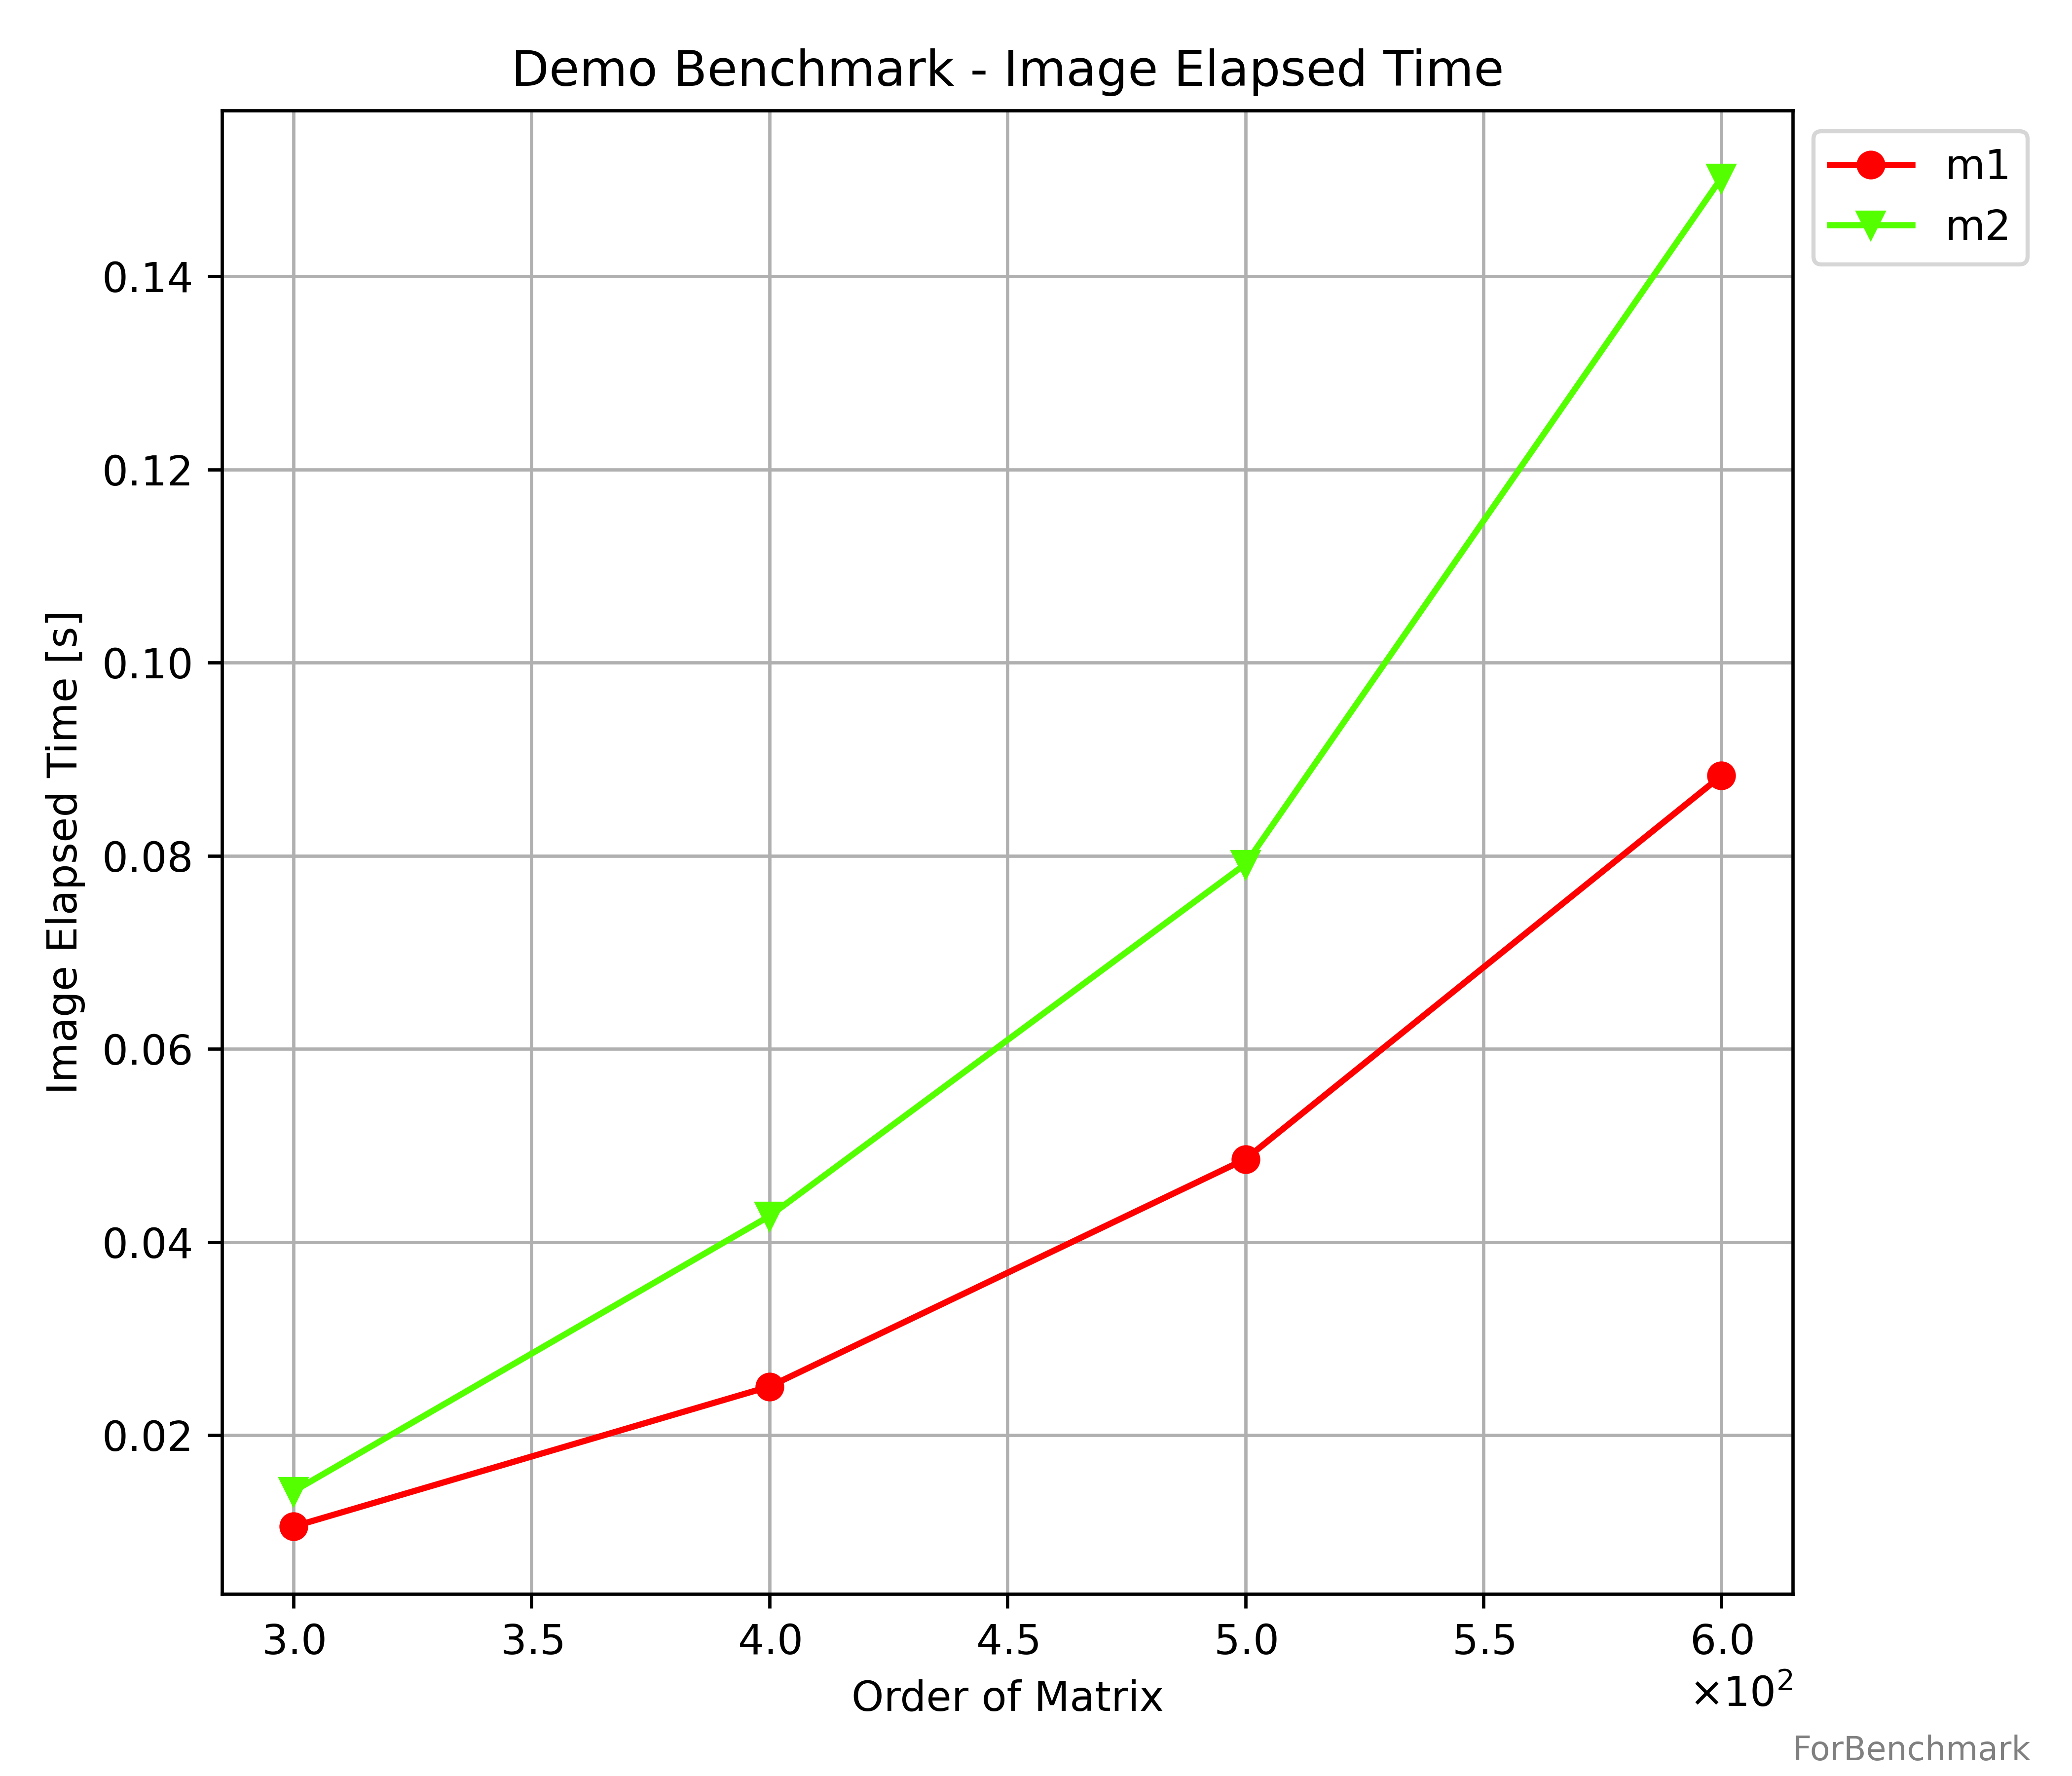 Demo Benchmark - Image Elapsed Time
m1
m2
Image Elapsed Time [s]
0.14
0.12
0.10
0.08
0.06
0.04
0.02
3.0 3.5 4.0 4.5 5.0 5.5 6.0
×10²
Order of Matrix
ForBenchmark